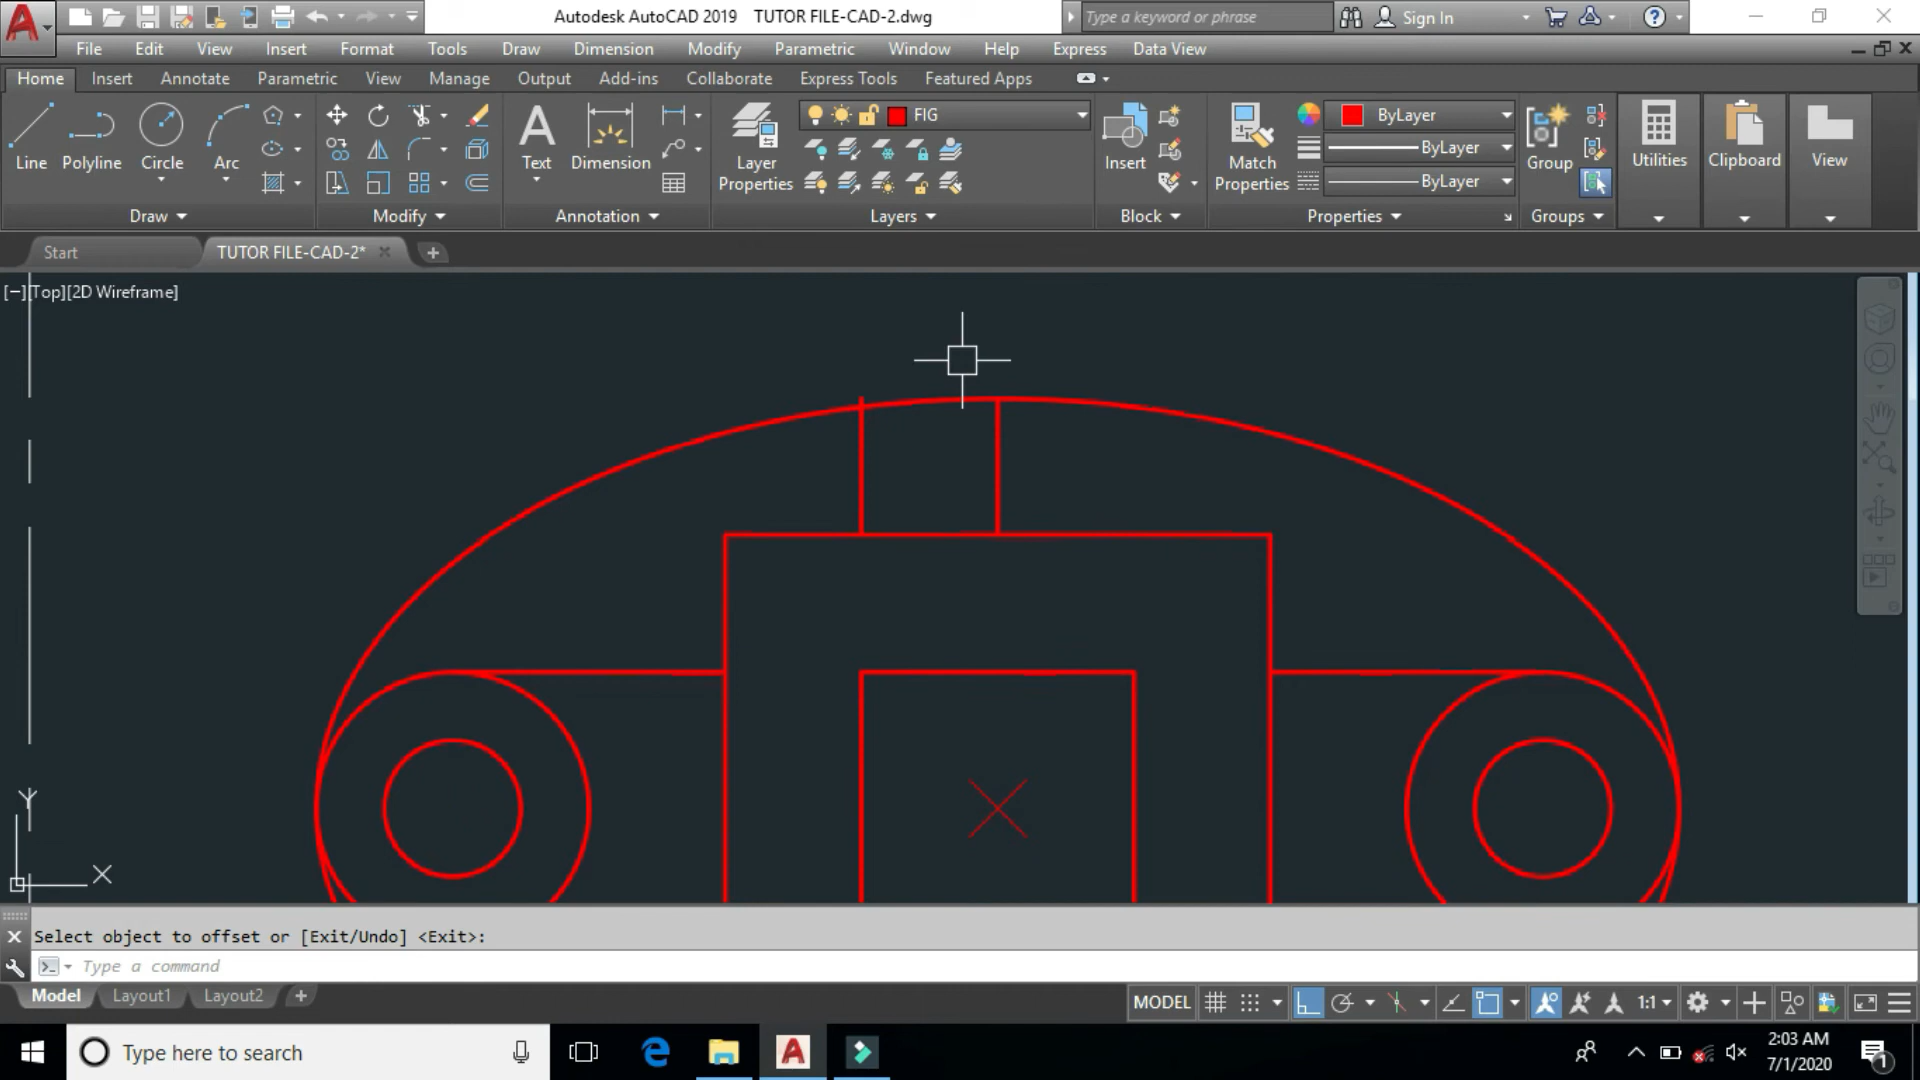 Autodesk AutoCAD 2019 TUTOR FILE-CAD-2.dwg
Type a keyword or phrase
Sign In
File Edit View Insert Format Tools Draw Dimension Modify Parametric Window Help Express Data View
Home Insert Annotate Parametric View Manage Output Add-ins Collaborate Express Tools Featured Apps
FIG
ByLayer
ByLayer
ByLayer
Line Polyline Circle Arc
Text Dimension
Layer
Properties
Insert
Match
Properties
Group
Utilities Clipboard View
Draw Modify Annotation Layers Block Properties Groups
Start TUTOR FILE-CAD-2*
[−][Top][2D Wireframe]
Y
X
Select object to offset or [Exit/Undo] <Exit>:
Type a command
Model Layout1 Layout2
MODEL 1:1
Type here to search
2:03 AM
7/1/2020
1